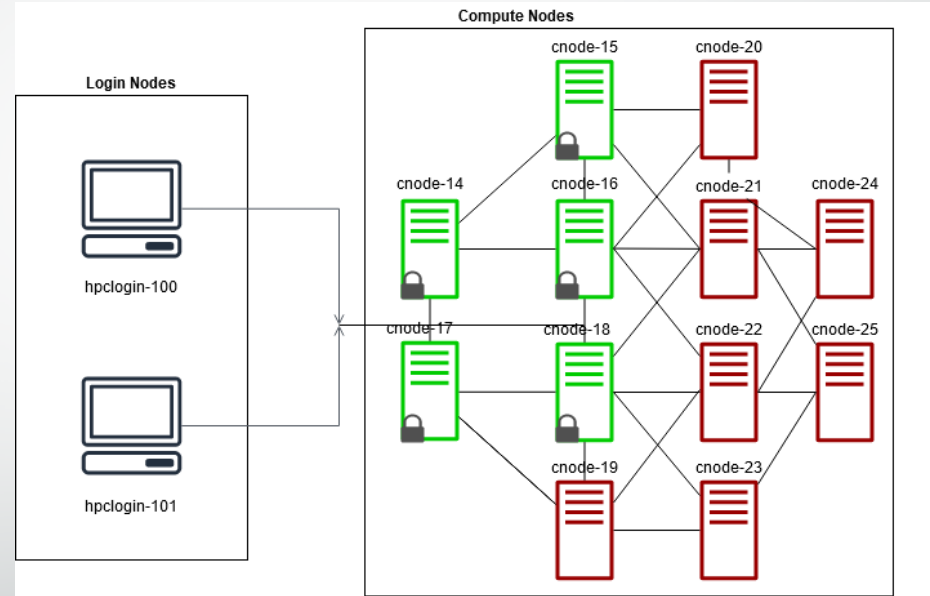 Compute Nodes
Login Nodes
cnode-15
cnode-20
cnode-14
cnode-16
cnode-21
cnode-24
hpclogin-100
cnode-17
cnode-18
cnode-22
cnode-25
cnode-19
cnode-23
hpclogin-101